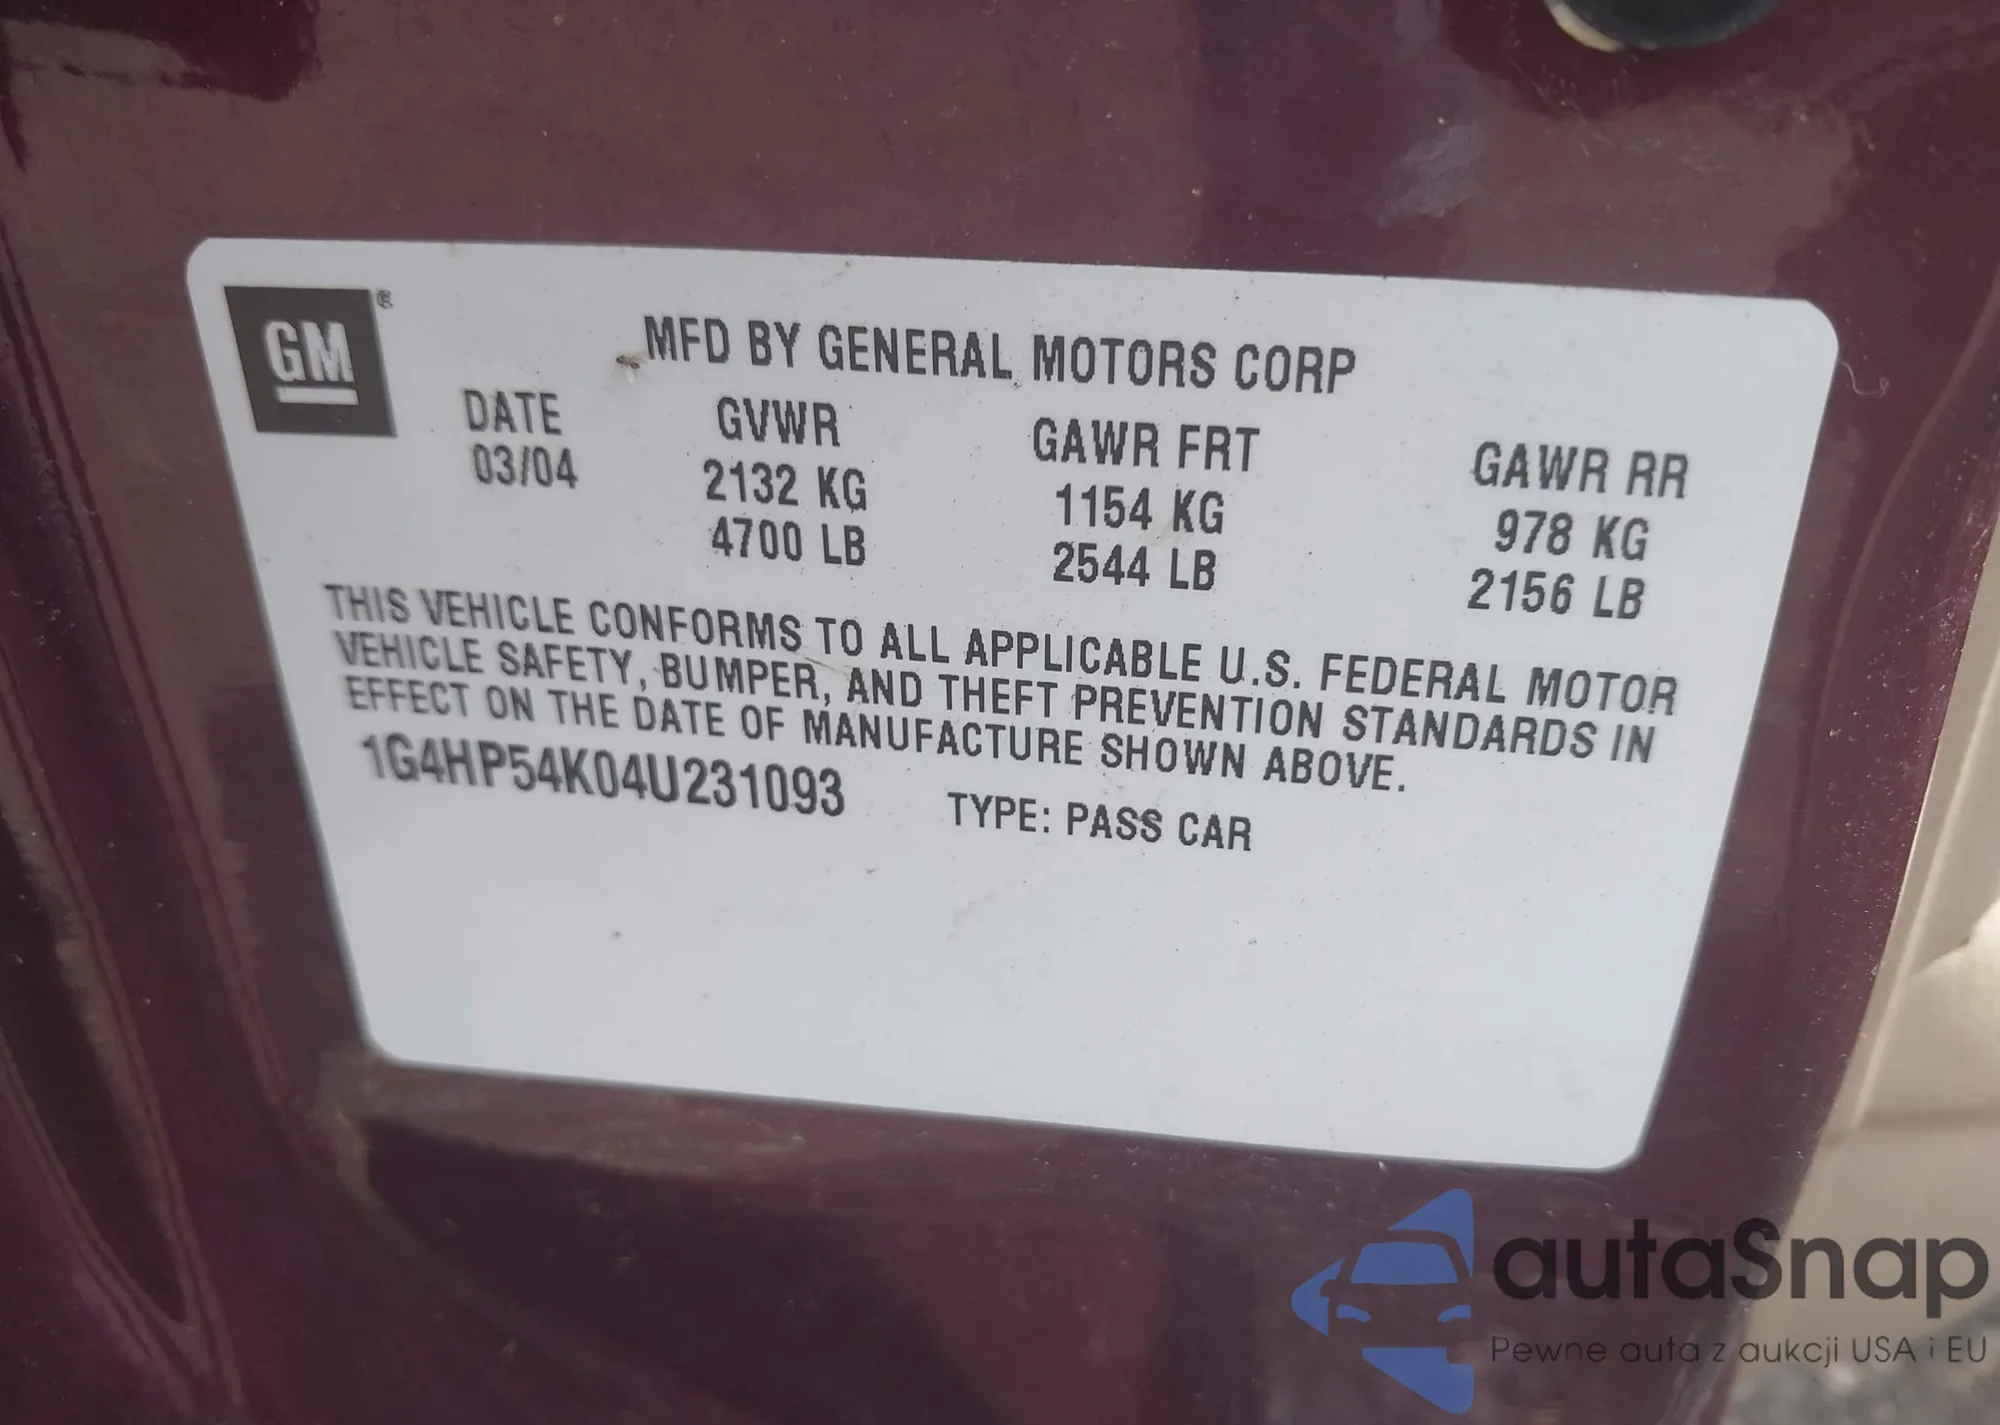 GM®
MFD BY GENERAL MOTORS CORP
DATE GVWR GAWR FRT GAWR RR
03/04 2132 KG 1154 KG 978 KG
4700 LB 2544 LB 2156 LB
THIS VEHICLE CONFORMS TO ALL APPLICABLE U.S. FEDERAL MOTOR
VEHICLE SAFETY, BUMPER, AND THEFT PREVENTION STANDARDS IN
EFFECT ON THE DATE OF MANUFACTURE SHOWN ABOVE.
1G4HP54K04U231093 TYPE: PASS CAR
autaSnap
Pewne auta z aukcji USA i EU